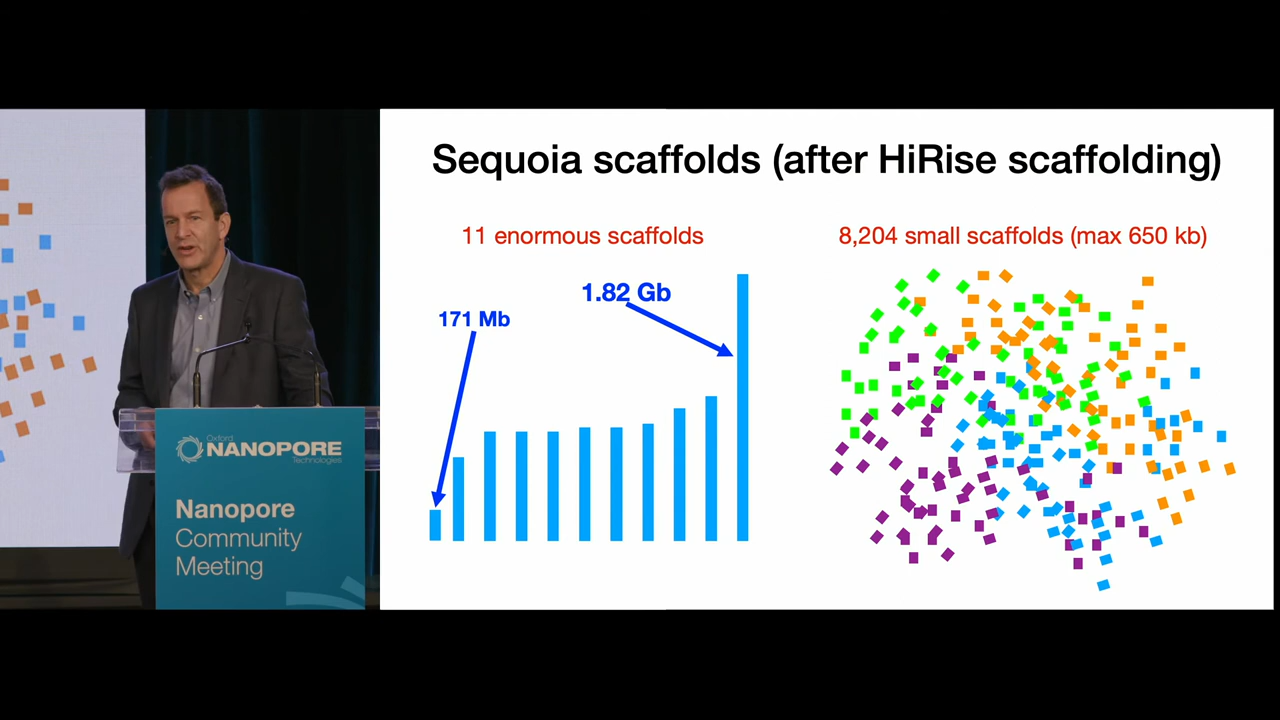 Sequoia scaffolds (after HiRise scaffolding)
11 enormous scaffolds
8,204 small scaffolds (max 650 kb)
1.82 Gb
171 Mb
Oxford
NANOPORE
Technologies
Nanopore
Community
Meeting